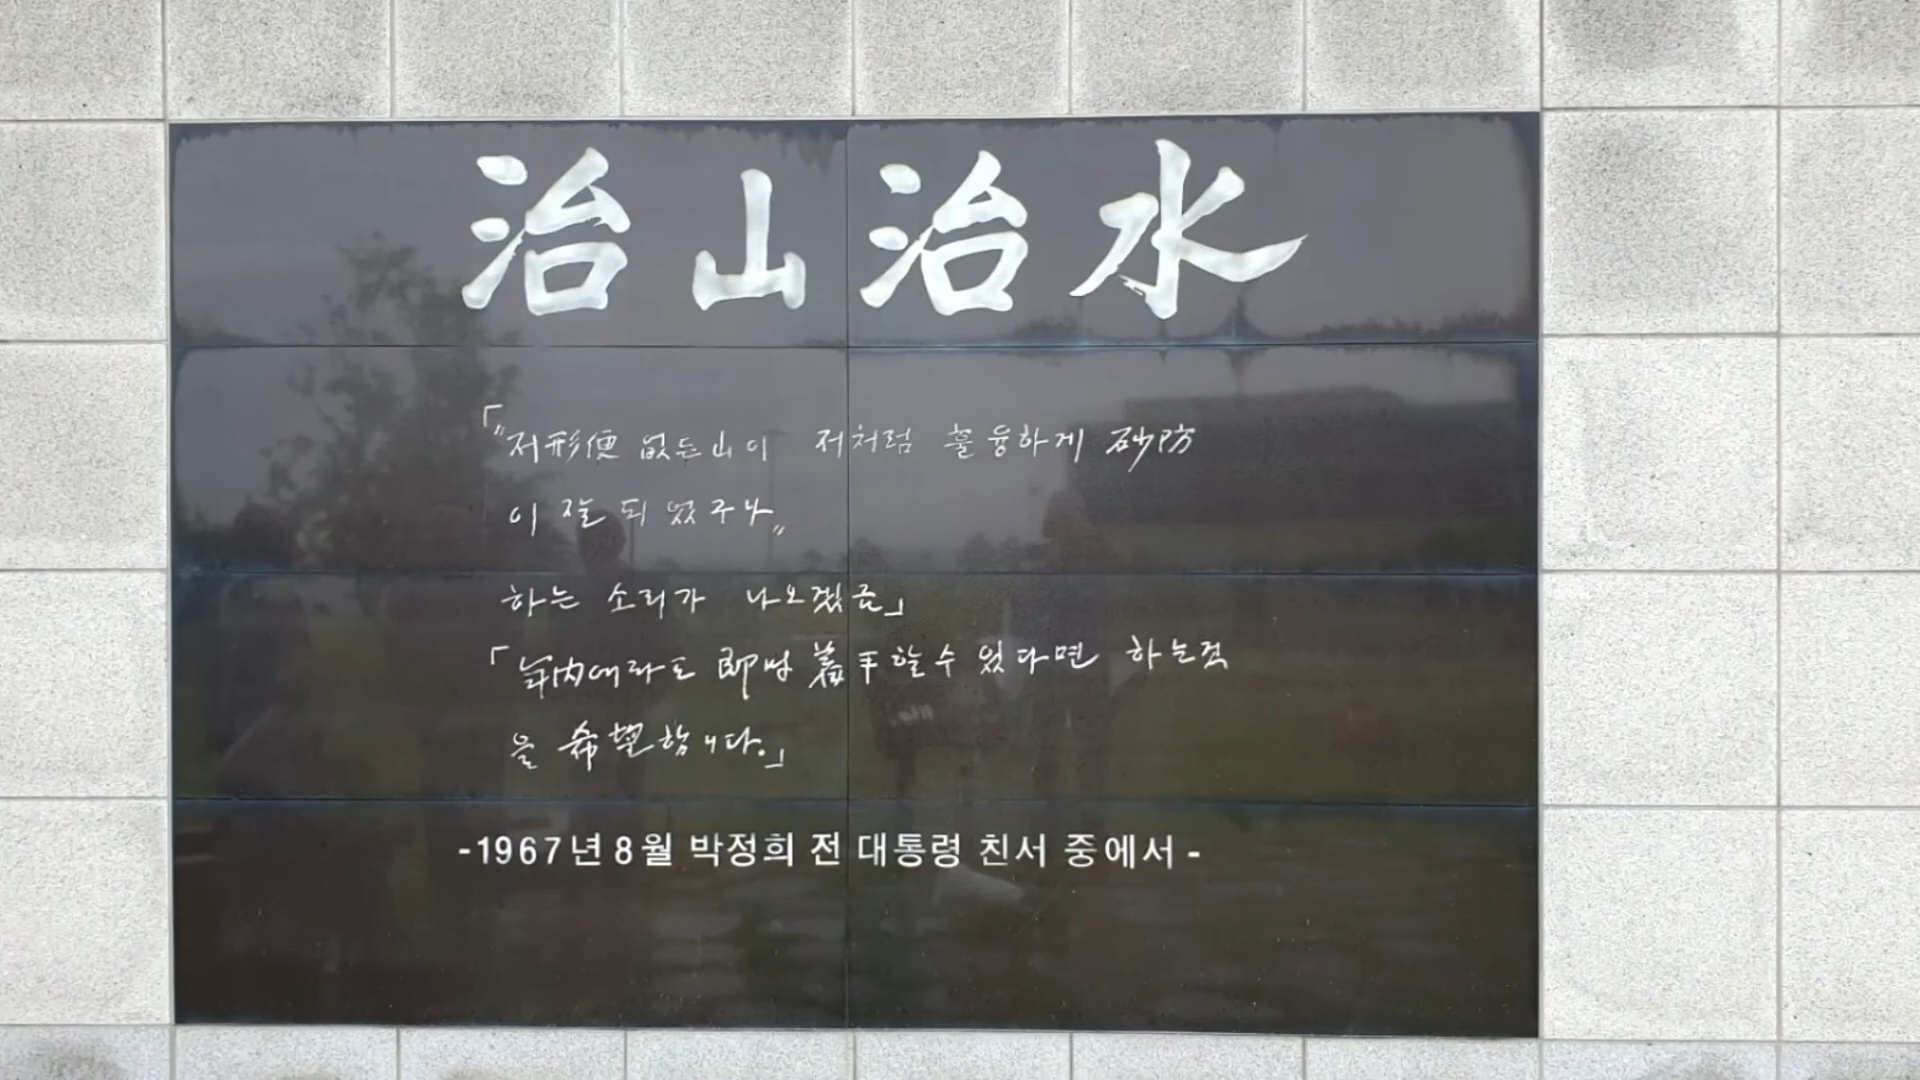 治山治水
「"저形便 없든山이 저처럼 훌륭하게 砂防
이 잘 되었구나"
하는 소리가 나오겠금」
「年内에라도 即時 着手할수 있다면 하는것
을 希望합니다.」
-1967년 8월 박정희 전 대통령 친서 중에서-